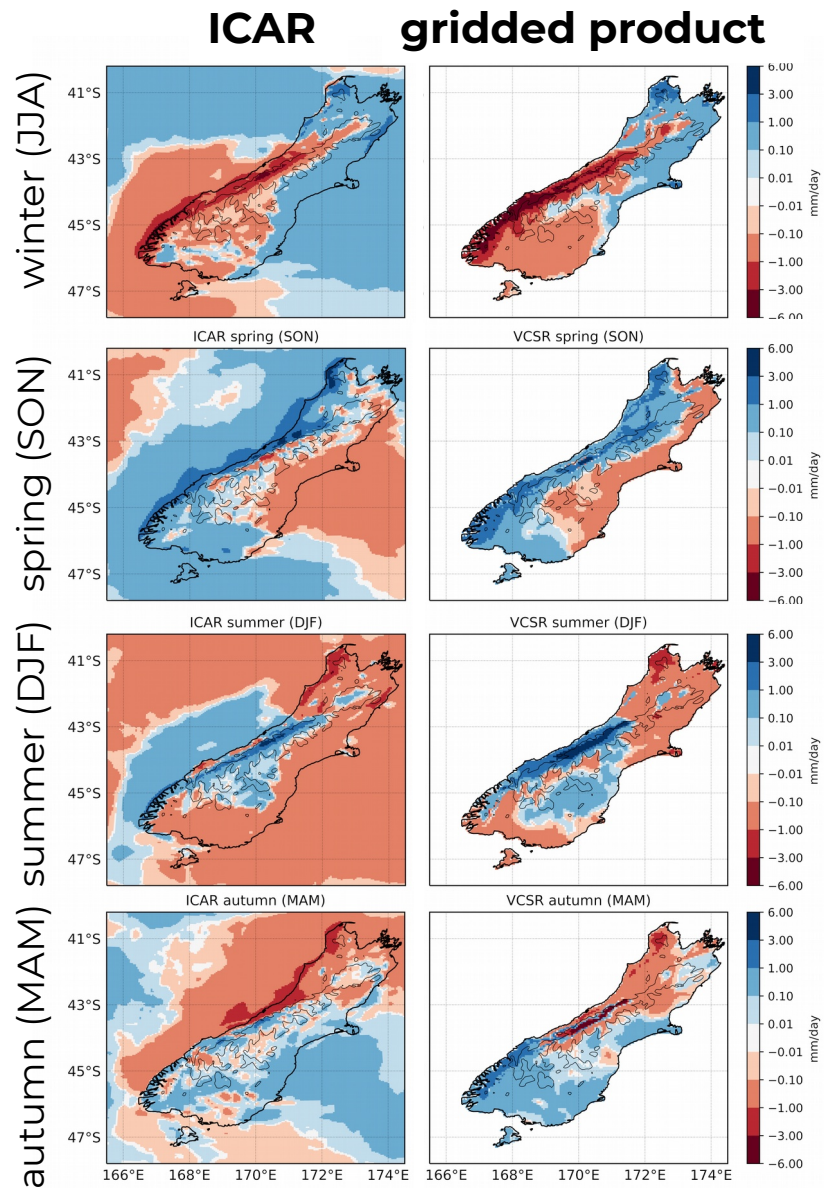 ICAR
gridded product
winter (JJA)
41°S
43°S
45°S
47°S
6.00
3.00
1.00
0.10
0.01
−0.01
−0.10
−1.00
−3.00
−6.00
mm/day
spring (SON)
ICAR spring (SON)
VCSR spring (SON)
41°S
43°S
45°S
47°S
6.00
3.00
1.00
0.10
0.01
−0.01
−0.10
−1.00
−3.00
−6.00
mm/day
summer (DJF)
ICAR summer (DJF)
VCSR summer (DJF)
41°S
43°S
45°S
47°S
6.00
3.00
1.00
0.10
0.01
−0.01
−0.10
−1.00
−3.00
−6.00
mm/day
autumn (MAM)
ICAR autumn (MAM)
VCSR autumn (MAM)
41°S
43°S
45°S
47°S
6.00
3.00
1.00
0.10
0.01
−0.01
−0.10
−1.00
−3.00
−6.00
mm/day
166°E 168°E 170°E 172°E 174°E
166°E 168°E 170°E 172°E 174°E